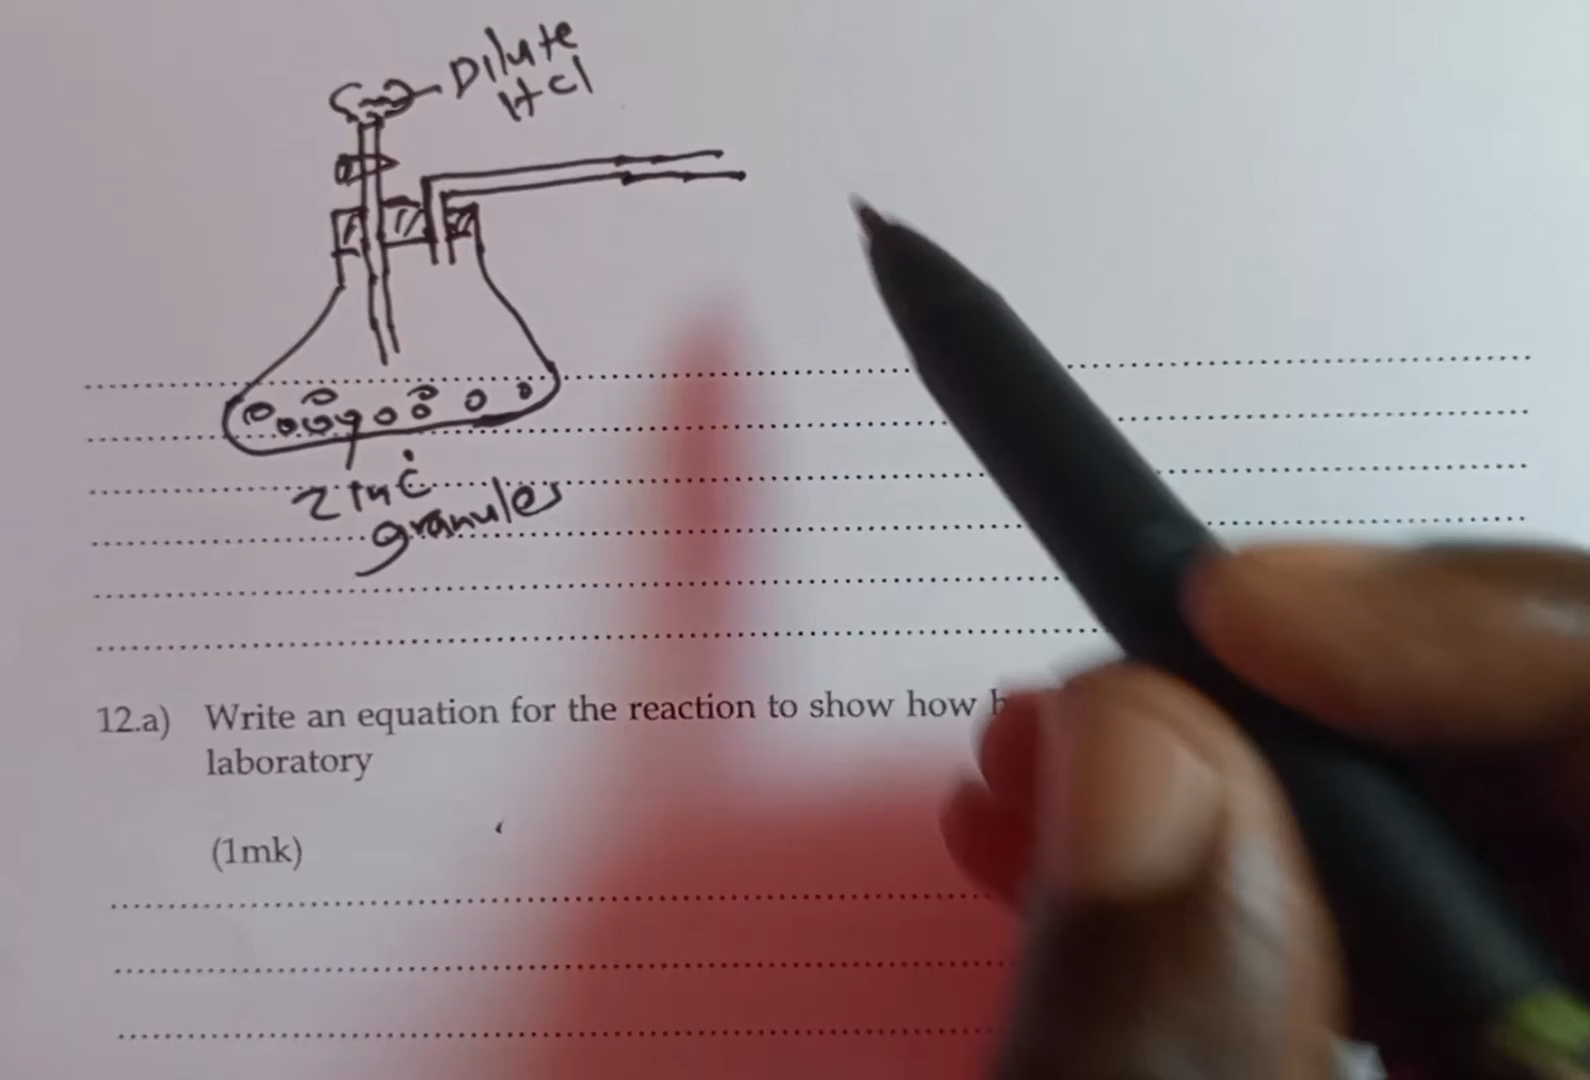 Dilute
HCl
Zinc
granules
12.a) Write an equation for the reaction to show how
laboratory
(1mk)